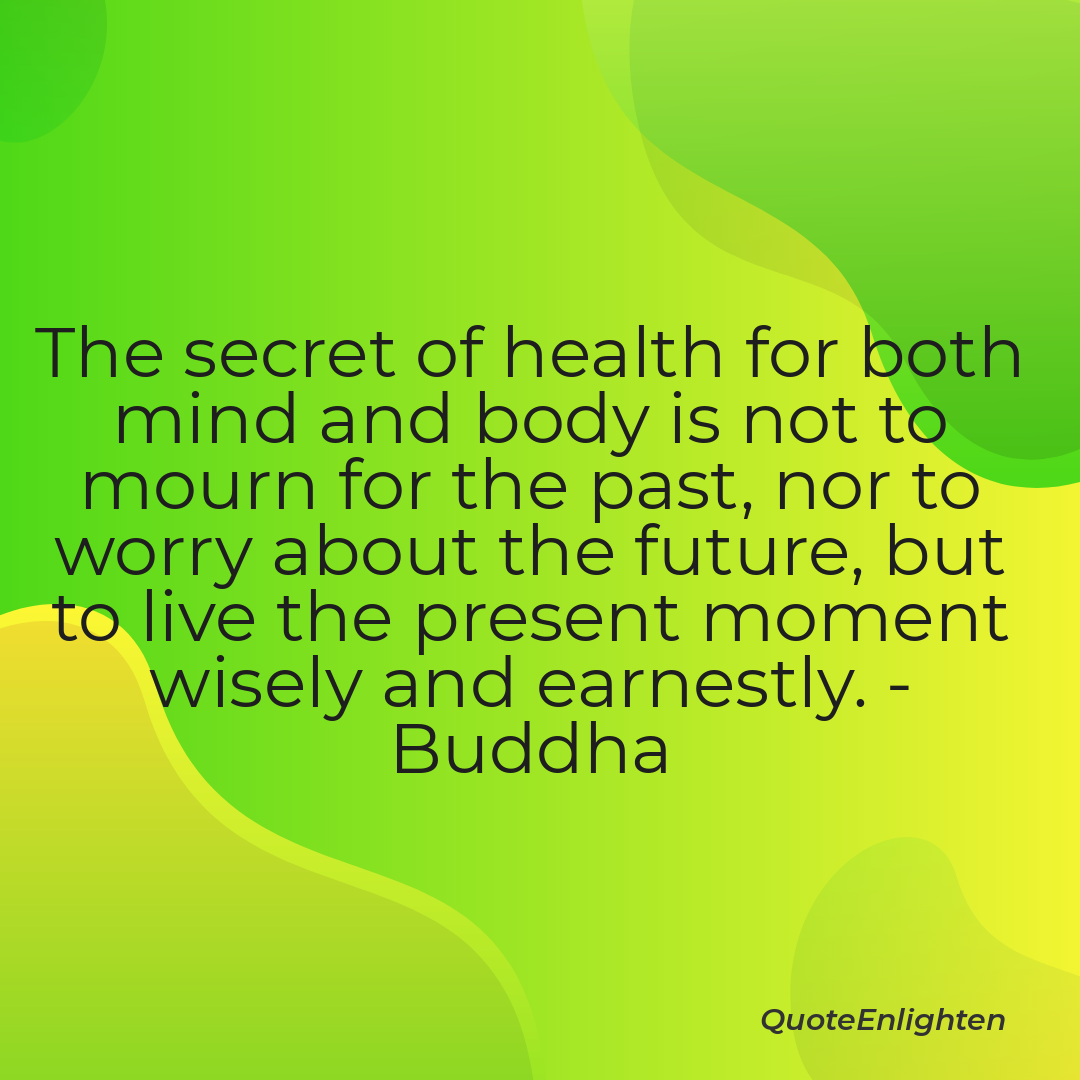 The secret of health for both
mind and body is not to
mourn for the past, nor to
worry about the future, but
to live the present moment
wisely and earnestly. -
Buddha
QuoteEnlighten